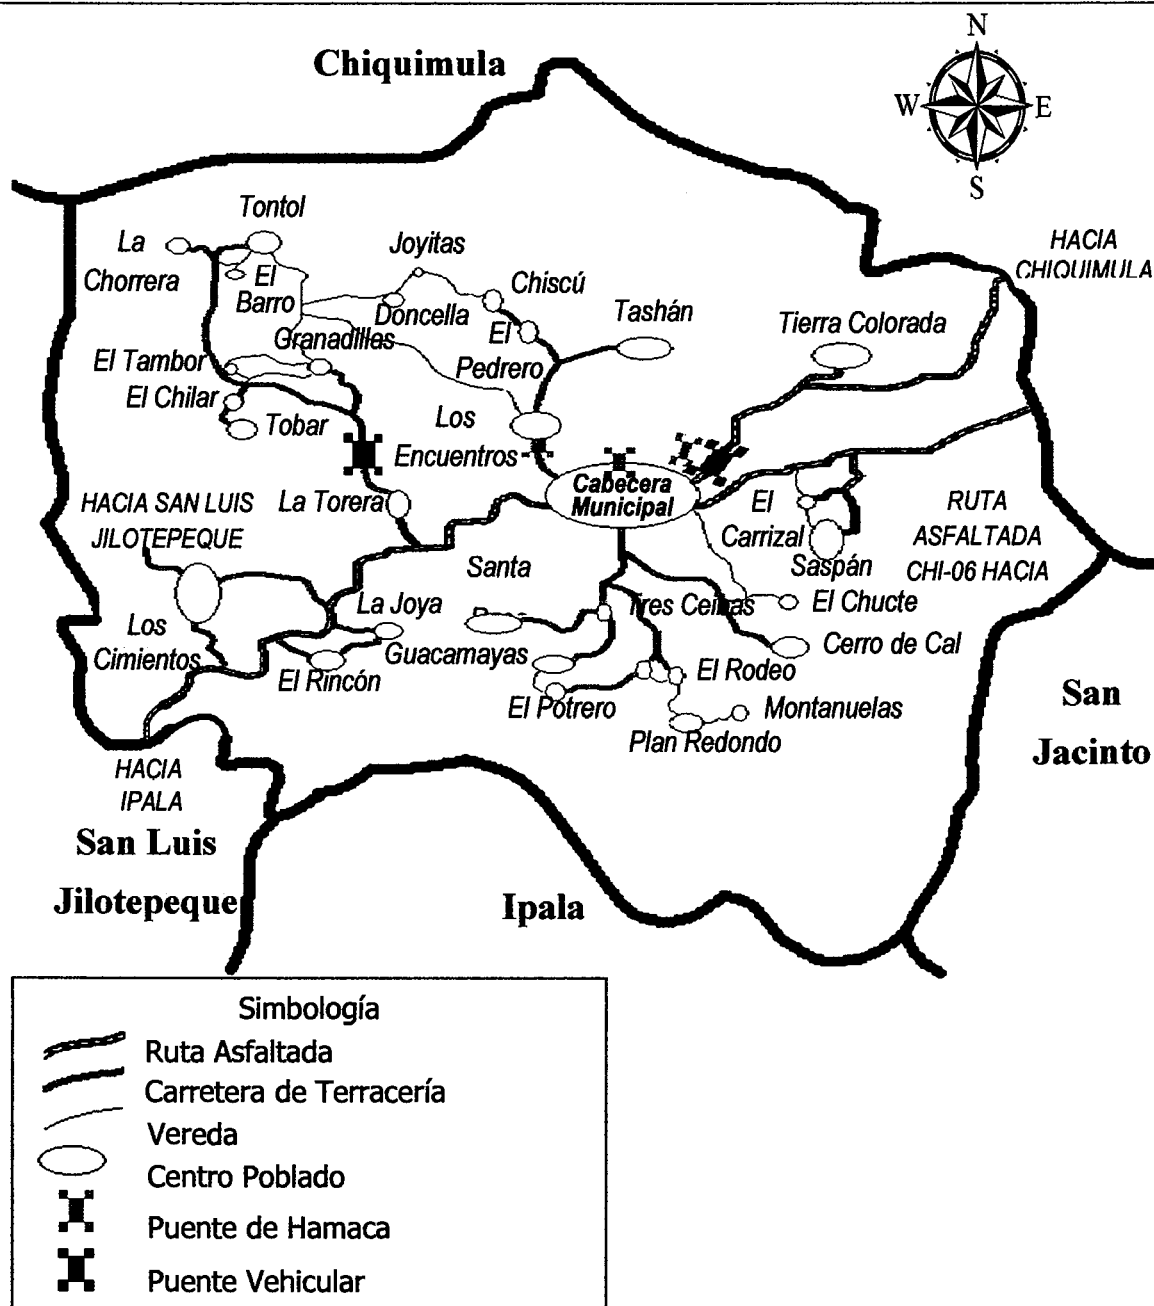 N
Chiquimula
W
E
S
Tontol
La
Chorrera
El
Barro
Joyitas
Doncella
Chiscú
El
Pedrero
Tashán
HACIA
CHIQUIMULA
Tierra Colorada
Granadillas
El Tambor
El Chilar
Tobar
Los
Encuentros
Cabecera
Municipal
HACIA SAN LUIS
JILOTEPEQUE
La Torera
El
Carrizal
Saspán
RUTA
ASFALTADA
CHI-06 HACIA
Santa
La Joya
Tres Ceibas
El Chucte
Los
Cimientos
El Rincón
Guacamayas
Cerro de Cal
El Rodeo
El Potrero
Montanuelas
Plan Redondo
San
Jacinto
HACIA
IPALA
San Luis
Jilotepeque
Ipala
Simbología
Ruta Asfaltada
Carretera de Terracería
Vereda
Centro Poblado
Puente de Hamaca
Puente Vehicular